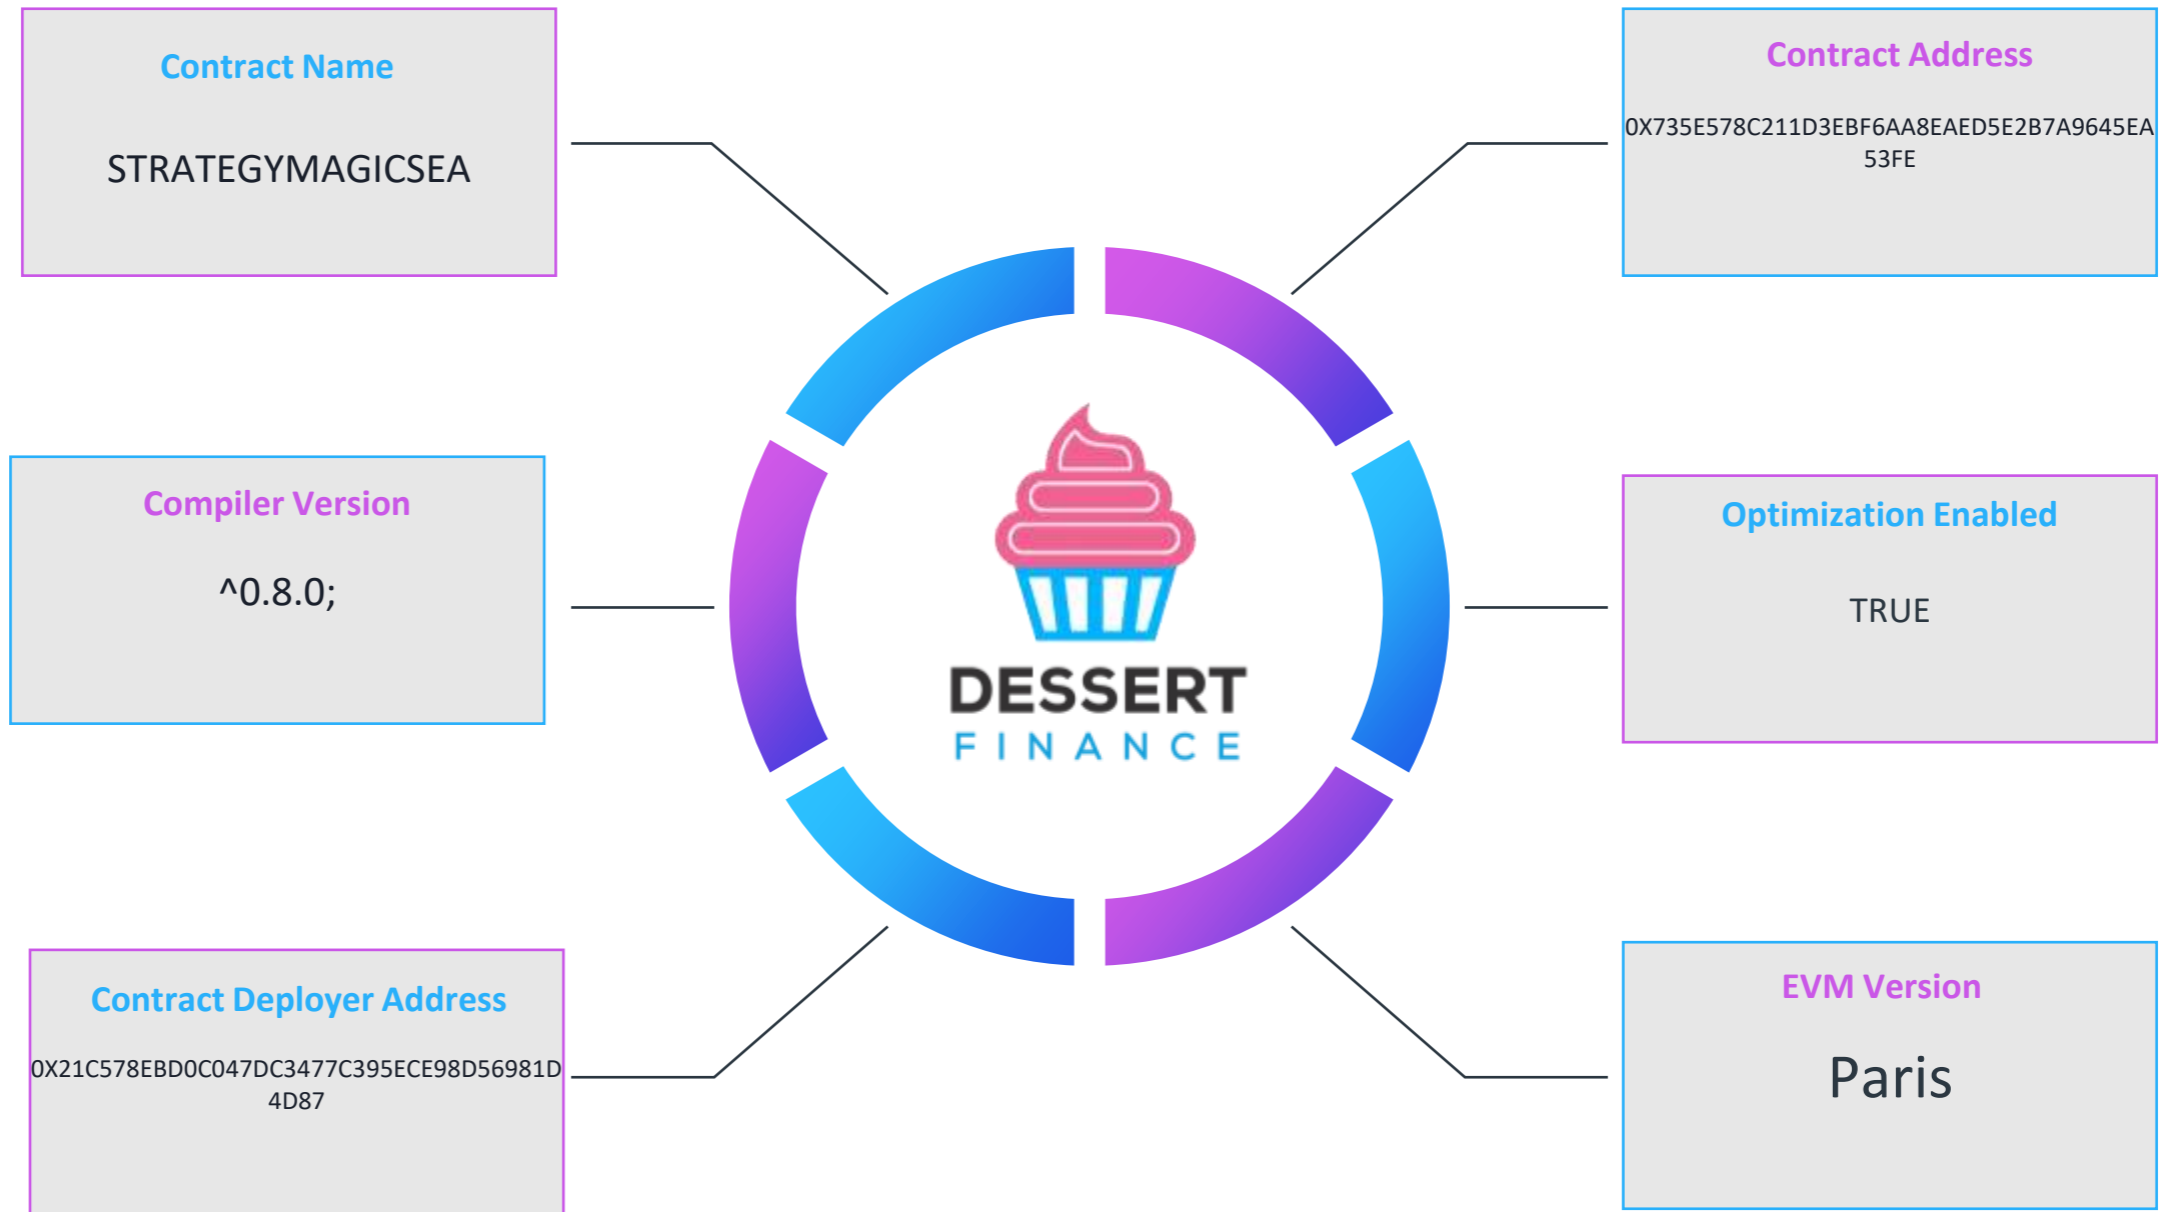 Contract Name
STRATEGYMAGICSEA
Contract Address
0X735E578C211D3EBF6AA8EAED5E2B7A9645EA
53FE
Compiler Version
^0.8.0;
Optimization Enabled
TRUE
DESSERT
FINANCE
Contract Deployer Address
0X21C578EBD0C047DC3477C395ECE98D56981D
4D87
EVM Version
Paris